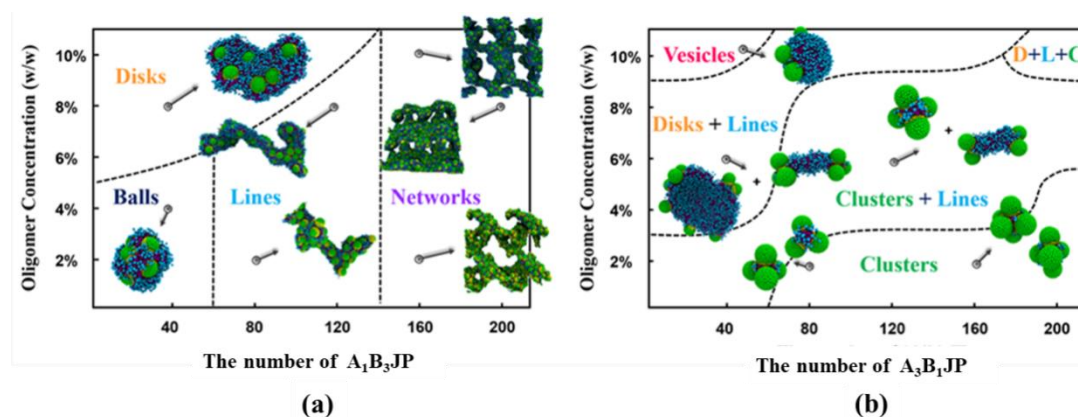 Oligomer Concentration (w/w)
10%
8%
6%
4%
2%
Disks
Balls
Lines
Networks
40
80
120
160
200
The number of A₁B₃JP
(a)
Oligomer Concentration (w/w)
10%
8%
6%
4%
2%
Vesicles
D+L+C
Disks + Lines
+
+
+
Clusters + Lines
Clusters
40
80
120
160
200
The number of A₃B₁JP
(b)